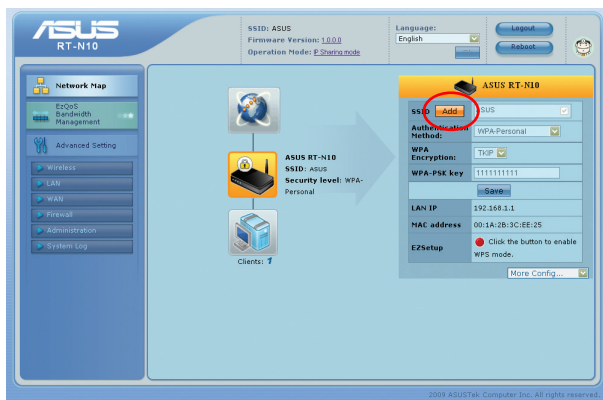 ASUS
RT-N10
SSID: ASUS
Firmware Version: 1.0.0.0
Operation Mode: IP Sharing mode
Language:
English
Logout
Reboot
Network Map
EzQoS
Bandwidth
Management
Advanced Setting
Wireless
LAN
WAN
Firewall
Administration
System Log
ASUS RT-N10
SSID: ASUS
Security level: WPA-
Personal
Clients: 1
ASUS RT-N10
SSID Add ASUS
Authentication
Method: WPA-Personal
WPA
Encryption: TKIP
WPA-PSK key 1111111111
Save
LAN IP 192.168.1.1
MAC address 00:1A:2B:3C:EE:25
EZSetup Click the button to enable
WPS mode.
More Config...
2009 ASUSTek Computer Inc. All rights reserved.